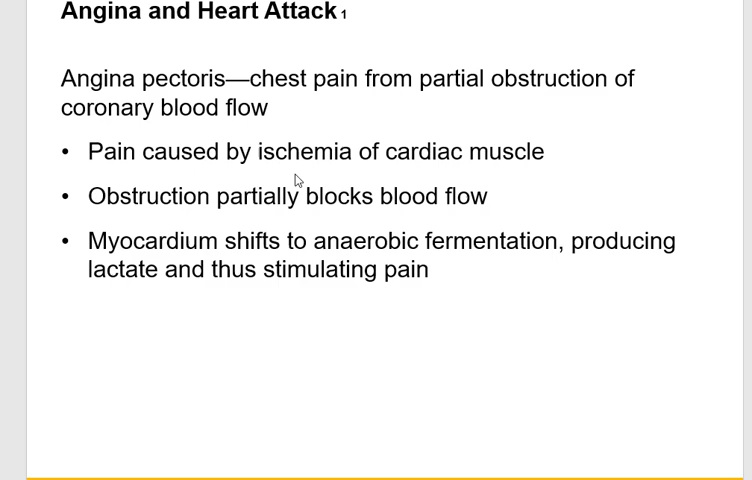 Angina and Heart Attack 1
Angina pectoris—chest pain from partial obstruction of
coronary blood flow
• Pain caused by ischemia of cardiac muscle
• Obstruction partially blocks blood flow
• Myocardium shifts to anaerobic fermentation, producing
lactate and thus stimulating pain